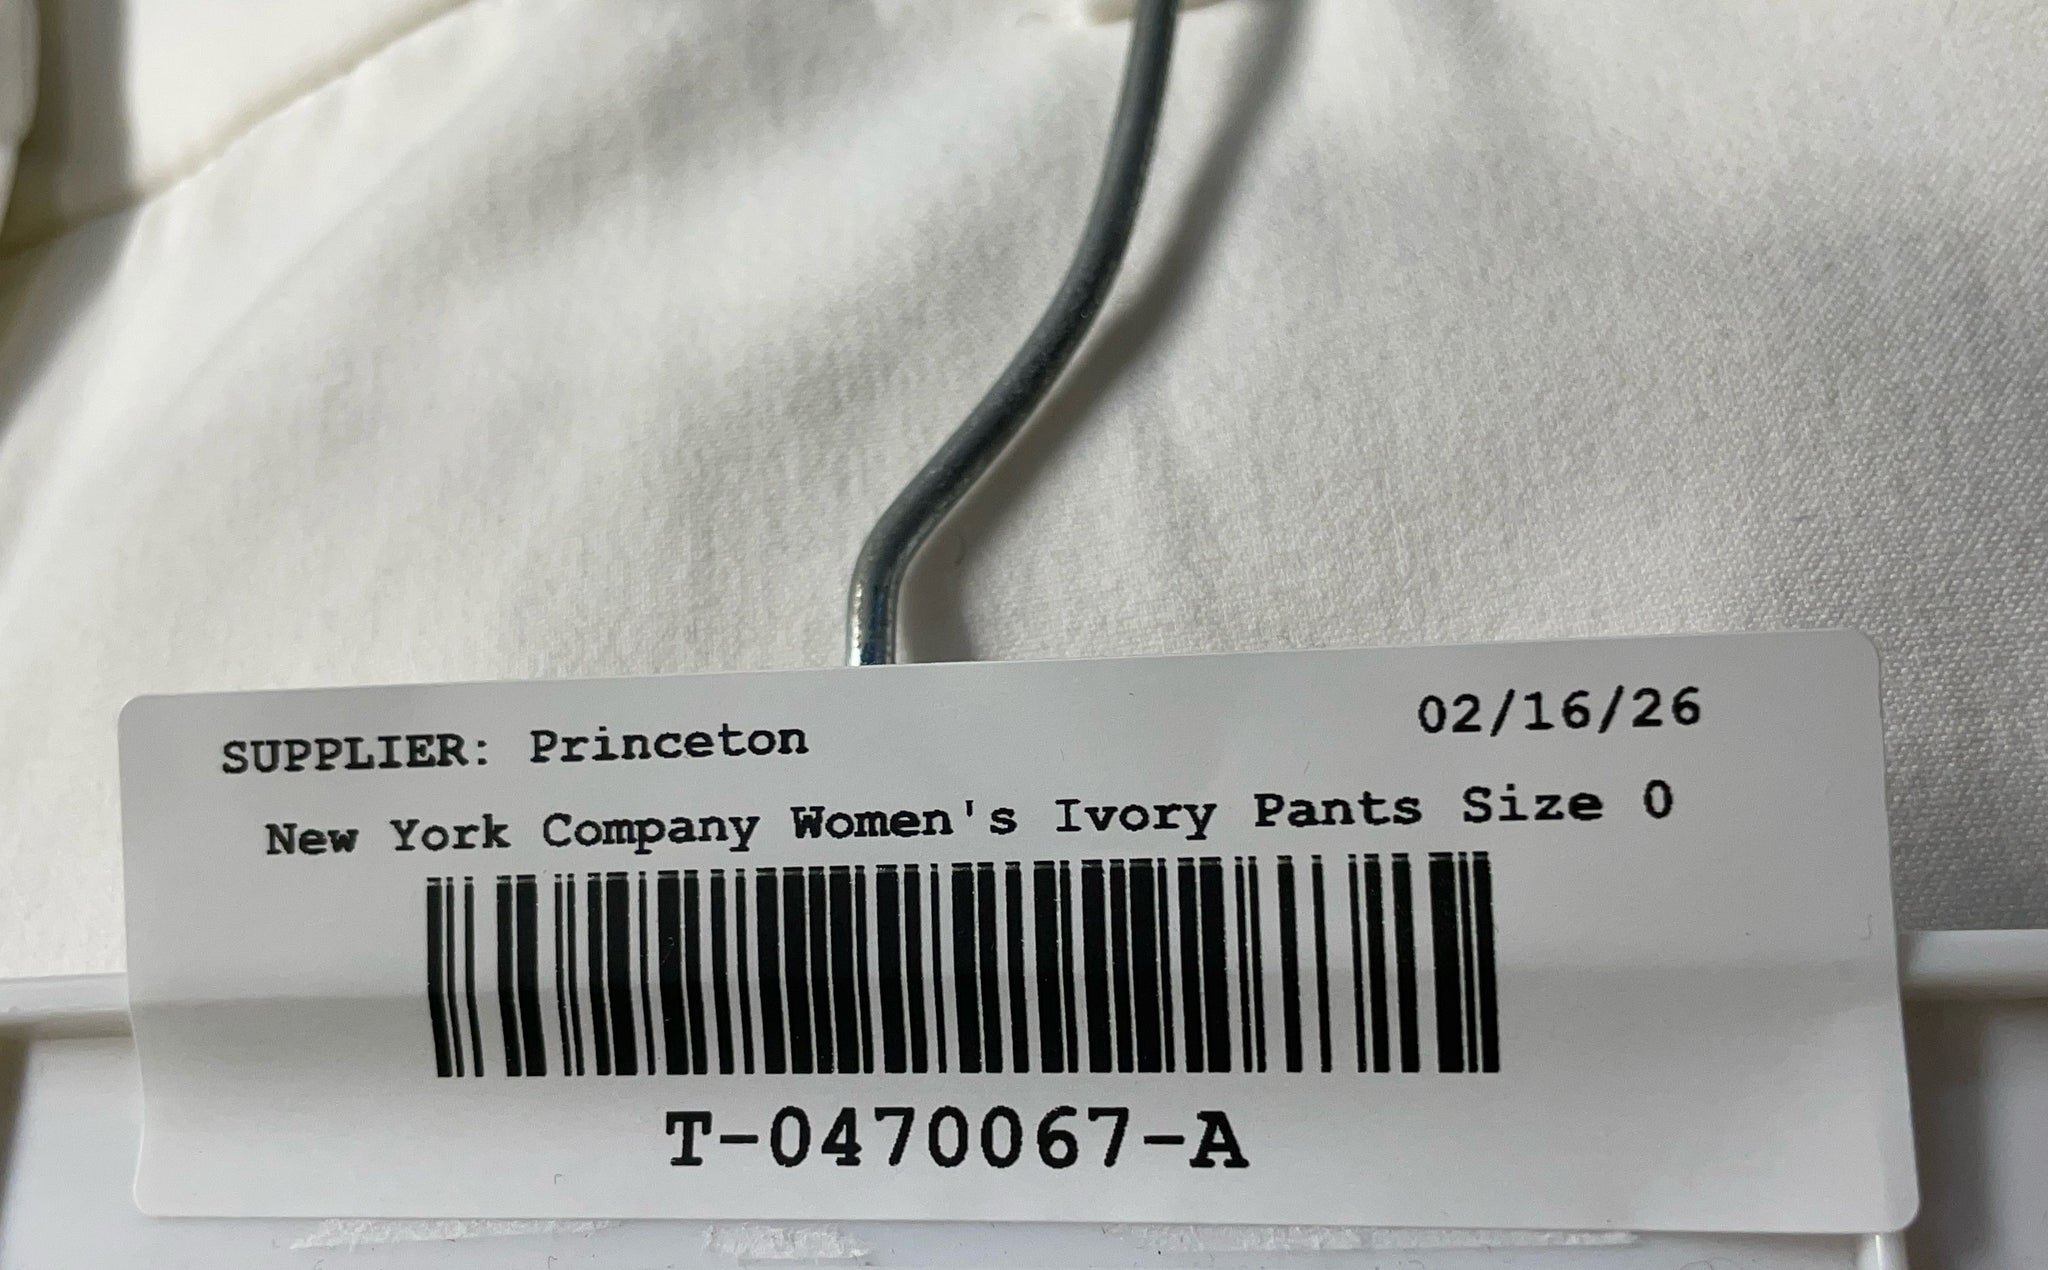 SUPPLIER: Princeton 02/16/26
New York Company Women's Ivory Pants Size 0
T-0470067-A